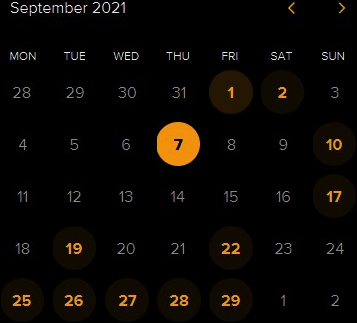 September 2021
MON TUE WED THU FRI SAT SUN
28 29 30 31 1 2 3
4 5 6 7 8 9 10
11 12 13 14 15 16 17
18 19 20 21 22 23 24
25 26 27 28 29 1 2